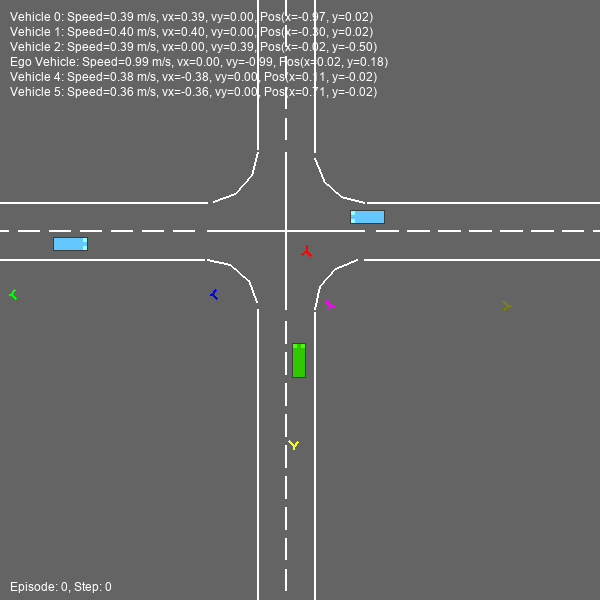 Vehicle 0: Speed=0.39 m/s, vx=0.39, vy=0.00, Pos(x=-0.97, y=0.02)
Vehicle 1: Speed=0.40 m/s, vx=0.40, vy=0.00, Pos(x=-0.30, y=0.02)
Vehicle 2: Speed=0.39 m/s, vx=0.00, vy=0.39, Pos(x=-0.02, y=-0.50)
Ego Vehicle: Speed=0.99 m/s, vx=0.00, vy=-0.99, Pos(x=0.02, y=0.18)
Vehicle 4: Speed=0.38 m/s, vx=-0.38, vy=0.00, Pos(x=0.11, y=-0.02)
Vehicle 5: Speed=0.36 m/s, vx=-0.36, vy=0.00, Pos(x=0.71, y=-0.02)
Episode: 0, Step: 0